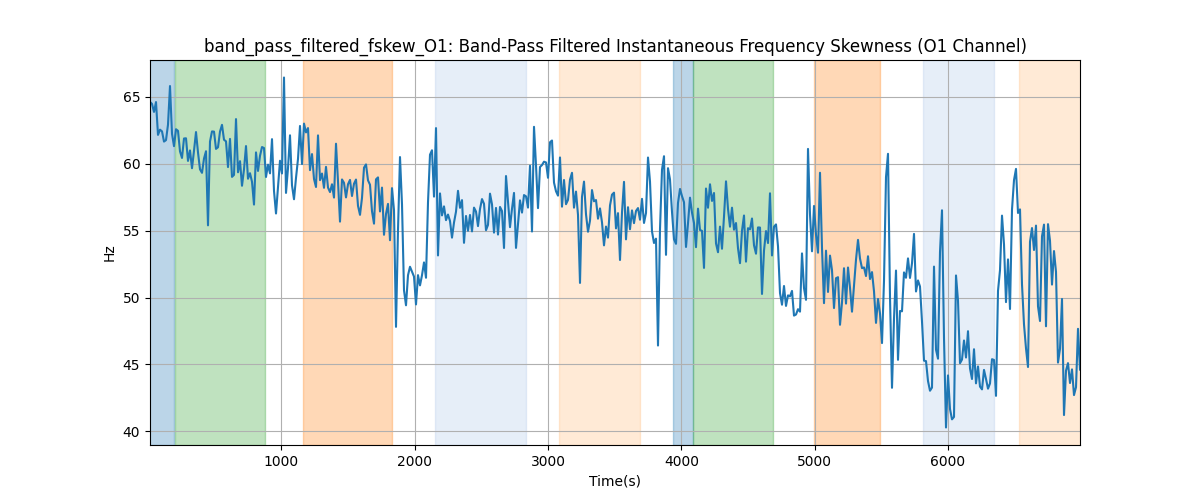 band_pass_filtered_fskew_O1: Band-Pass Filtered Instantaneous Frequency Skewness (O1 Channel)
65
60
55
50
45
40
Hz
1000 2000 3000 4000 5000 6000
Time(s)